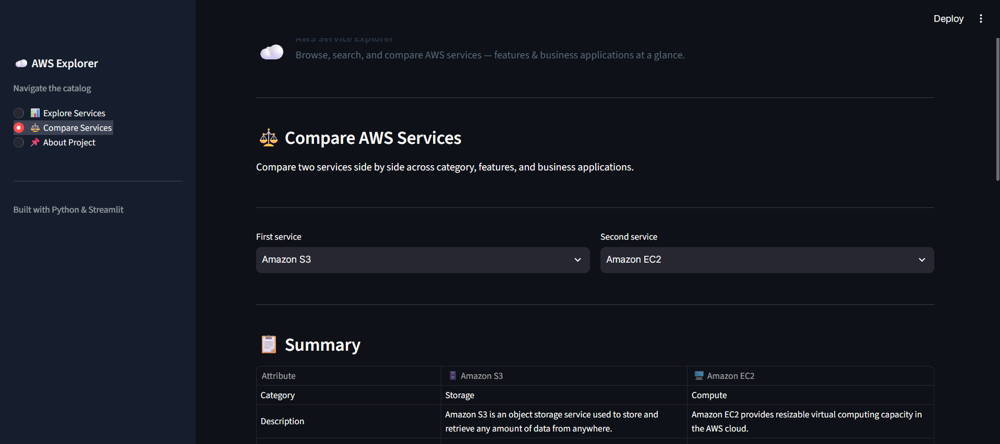 Deploy
AWS Explorer
Navigate the catalog
Explore Services
Compare Services
About Project
Built with Python & Streamlit
AWS Service Explorer
Browse, search, and compare AWS services — features & business applications at a glance.
Compare AWS Services
Compare two services side by side across category, features, and business applications.
First service
Second service
Amazon S3
Amazon EC2
Summary
Attribute
Amazon S3
Amazon EC2
Category
Storage
Compute
Description
Amazon S3 is an object storage service used to store and
retrieve any amount of data from anywhere.
Amazon EC2 provides resizable virtual computing capacity in
the AWS cloud.